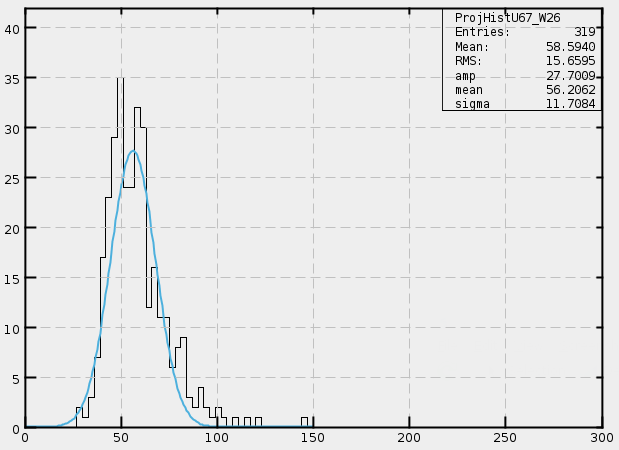 ProjHistU67_W26
Entries: 319
Mean: 58.5940
RMS: 15.6595
amp 27.7009
mean 56.2062
sigma 11.7084
40
35
30
25
20
15
10
5
0
0 50 100 150 200 250 300